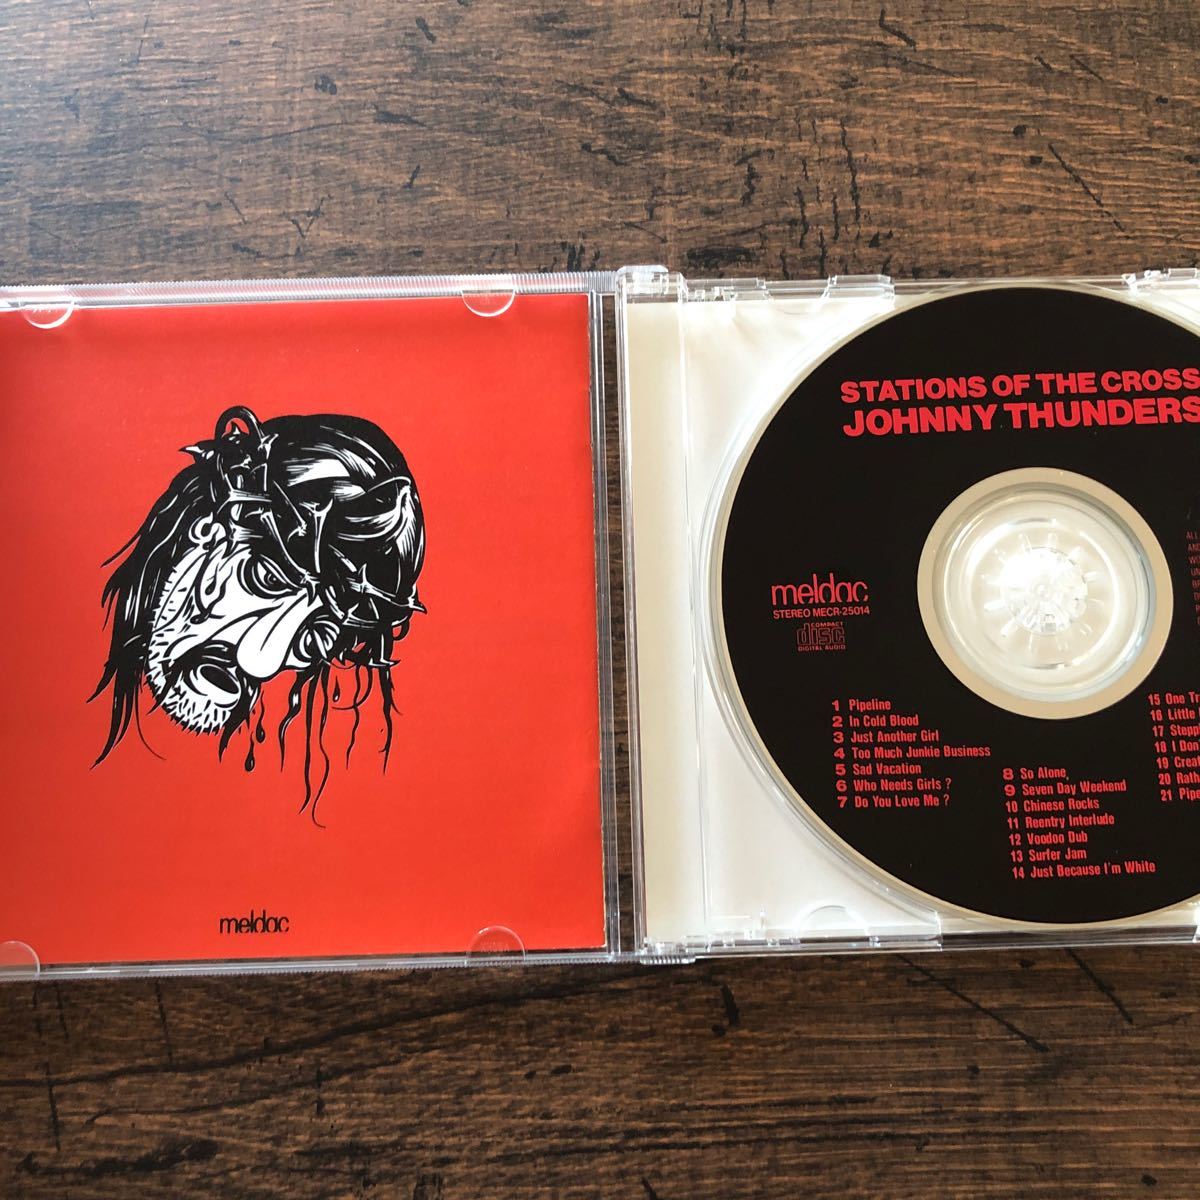 meldac
STATIONS OF THE CROSS
JOHNNY THUNDERS
meldac
STEREO MECR-25014
COMPACT
disc
DIGITAL AUDIO
1 Pipeline
2 In Cold Blood
3 Just Another Girl
4 Too Much Junkie Business
5 Sad Vacation
6 Who Needs Girls ?
7 Do You Love Me ?
8 So Alone
9 Seven Day Weekend
10 Chinese Rocks
11 Reentry Interlude
12 Voodoo Dub
13 Surfer Jam
14 Just Because I'm White
15 One Tr
16 Little
17 Stepp
18 I Don
19 Creat
20 Rath
21 Pipe
ALL